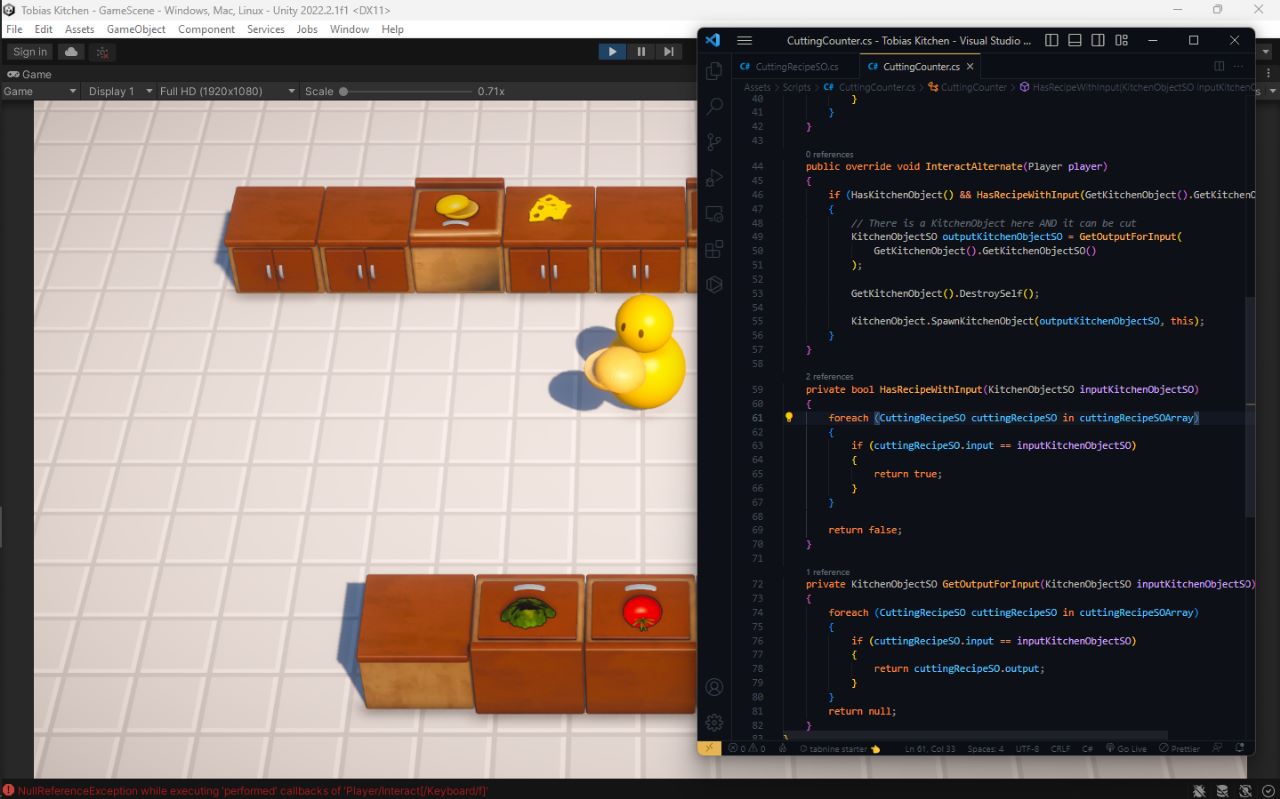 Tobias Kitchen - GameScene - Windows, Mac, Linux - Unity 2022.2.1f1 <DX11>
File Edit Assets GameObject Component Services Jobs Window Help
Sign in
Game
Game Display 1 Full HD (1920x1080) Scale 0.71x
CuttingCounter.cs - Tobias Kitchen - Visual Studio ...
C# CuttingRecipeSO.cs C# CuttingCounter.cs
Assets > Scripts > C# CuttingCounter.cs > CuttingCounter > HasRecipeWithInput(KitchenObjectSO inputKitchenO
40 }
41 }
42 }
43
0 references
44 public override void InteractAlternate(Player player)
45 {
46 if (HasKitchenObject() && HasRecipeWithInput(GetKitchenObject().GetKitchenO
47 {
48 // There is a KitchenObject here AND it can be cut
49 KitchenObjectSO outputKitchenObjectSO = GetOutputForInput(
50 GetKitchenObject().GetKitchenObjectSO()
51 );
52
53 GetKitchenObject().DestroySelf();
54
55 KitchenObject.SpawnKitchenObject(outputKitchenObjectSO, this);
56 }
57 }
58
2 references
59 private bool HasRecipeWithInput(KitchenObjectSO inputKitchenObjectSO)
60 {
61 foreach (CuttingRecipeSO cuttingRecipeSO in cuttingRecipeSOArray)
62 {
63 if (cuttingRecipeSO.input == inputKitchenObjectSO)
64 {
65 return true;
66 }
67 }
68
69 return false;
70 }
71
1 reference
72 private KitchenObjectSO GetOutputForInput(KitchenObjectSO inputKitchenObjectSO)
73 {
74 foreach (CuttingRecipeSO cuttingRecipeSO in cuttingRecipeSOArray)
75 {
76 if (cuttingRecipeSO.input == inputKitchenObjectSO)
77 {
78 return cuttingRecipeSO.output;
79 }
80 }
81 return null;
82 }
83 }
0 0 tabnine starter Ln 61, Col 33 Spaces: 4 UTF-8 CRLF C# Go Live Prettier
NullReferenceException while executing 'performed' callbacks of 'Player/Interact[/Keyboard/f]'